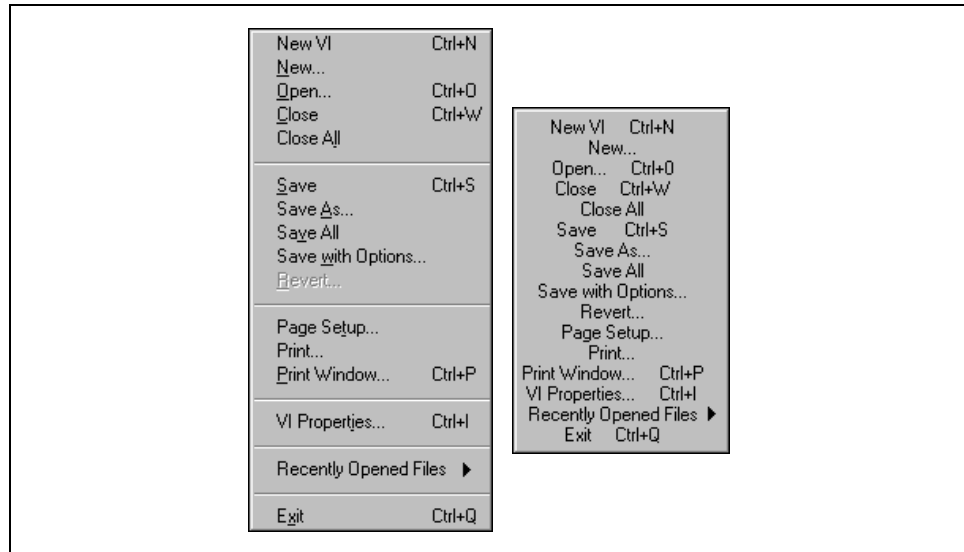 New VI Ctrl+N
New...
Open... Ctrl+O
Close Ctrl+W
Close All
Save Ctrl+S
Save As...
Save All
Save with Options...
Revert...
Page Setup...
Print...
Print Window... Ctrl+P
VI Properties... Ctrl+I
Recently Opened Files
Exit Ctrl+Q
New VI Ctrl+N
New...
Open... Ctrl+O
Close Ctrl+W
Close All
Save Ctrl+S
Save As...
Save All
Save with Options...
Revert...
Page Setup...
Print...
Print Window... Ctrl+P
VI Properties... Ctrl+I
Recently Opened Files
Exit Ctrl+Q